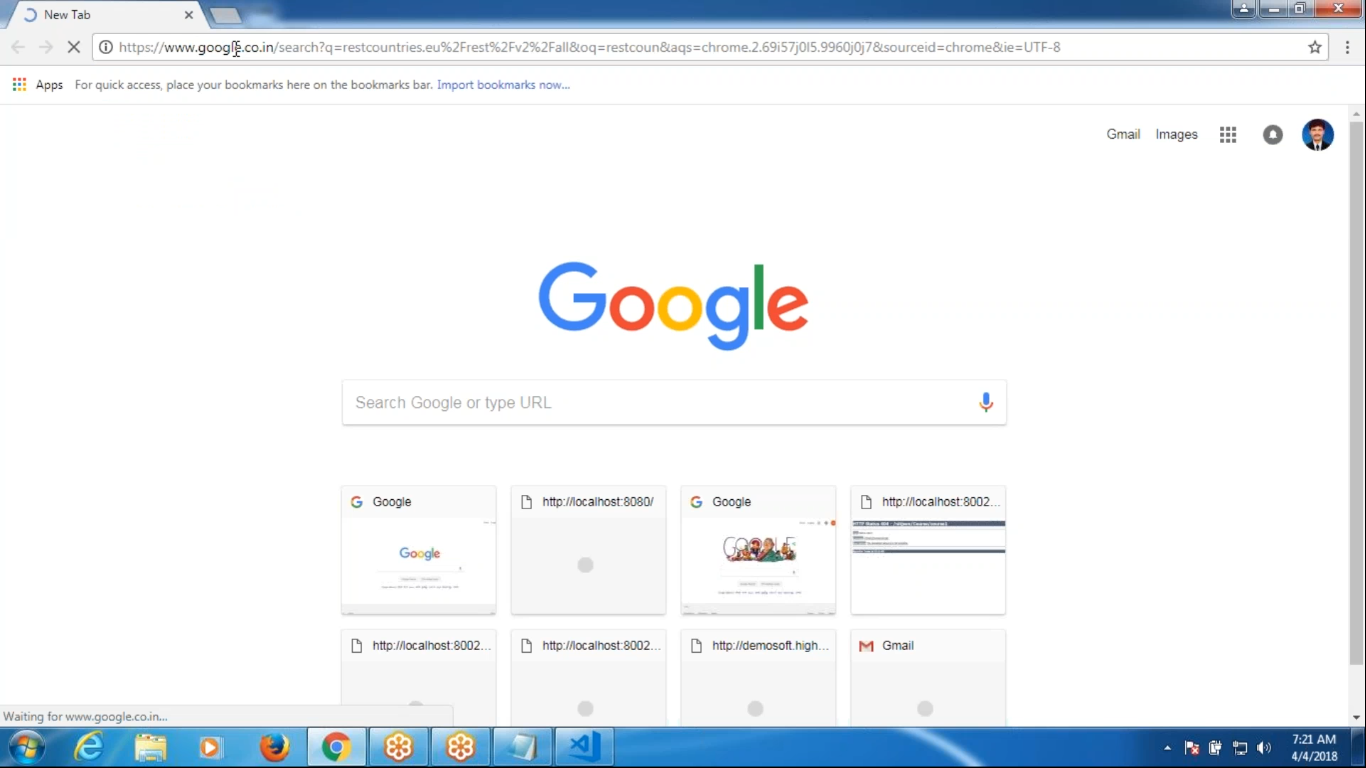 New Tab
https://www.google.co.in/search?q=restcountries.eu%2Frest%2Fv2%2Fall&oq=restcoun&aqs=chrome.2.69i57j0l5.9960j0j7&sourceid=chrome&ie=UTF-8
Apps For quick access, place your bookmarks here on the bookmarks bar. Import bookmarks now...
Gmail Images
Google
Search Google or type URL
Google http://localhost:8080/ Google http://localhost:8002...
Google GOOGLE
http://localhost:8002... http://localhost:8002... http://demosoft.high... Gmail
Waiting for www.google.co.in...
7:21 AM
4/4/2018